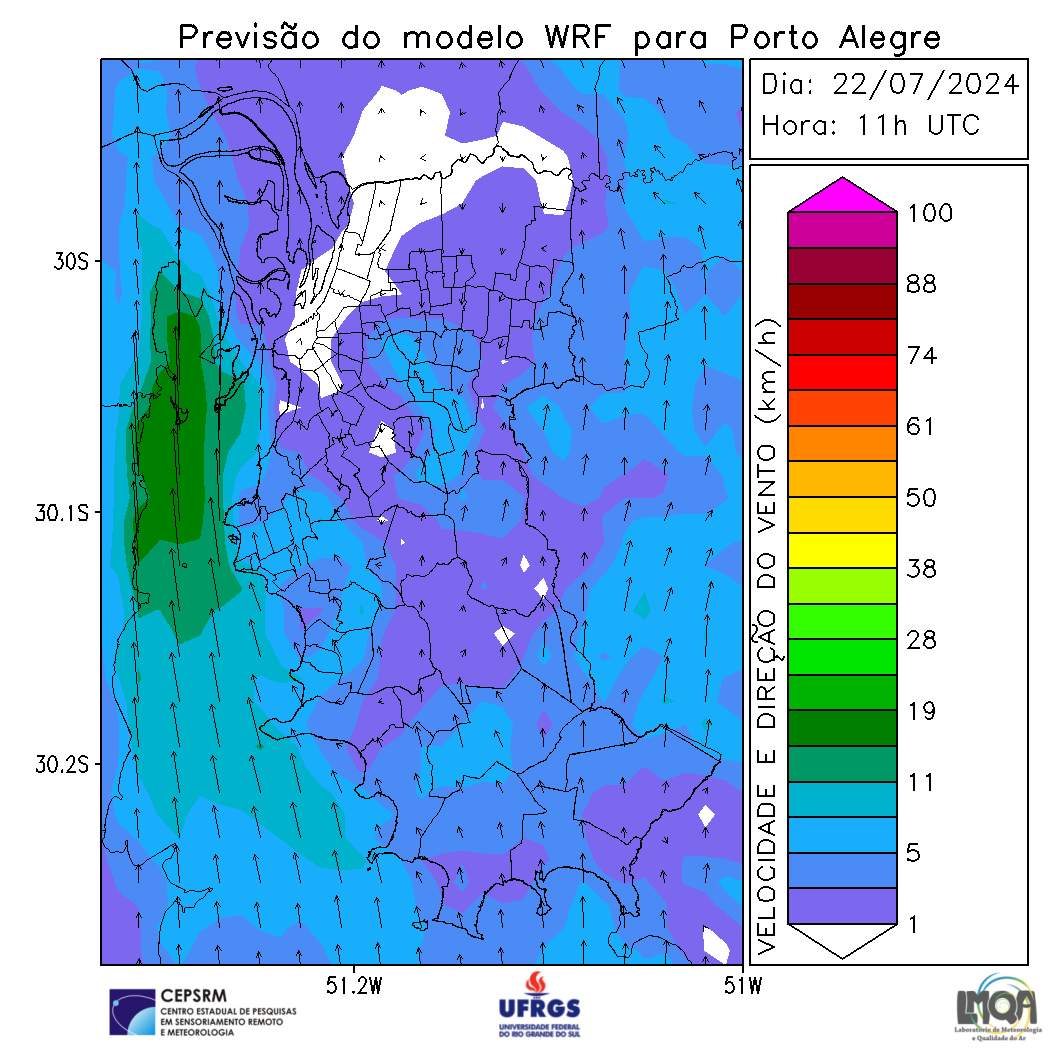 Previsão do modelo WRF para Porto Alegre
Dia: 22/07/2024
Hora: 11h UTC
30S
30.1S
30.2S
51.2W
51W
VELOCIDADE E DIREÇÃO DO VENTO (km/h)
100
88
74
61
50
38
28
19
11
5
1
CEPSRM
CENTRO ESTADUAL DE PESQUISAS
EM SENSORIAMENTO REMOTO
E METEOROLOGIA
UFRGS
UNIVERSIDADE FEDERAL
DO RIO GRANDE DO SUL
LMQA
Laboratório de Meteorologia
e Qualidade do Ar